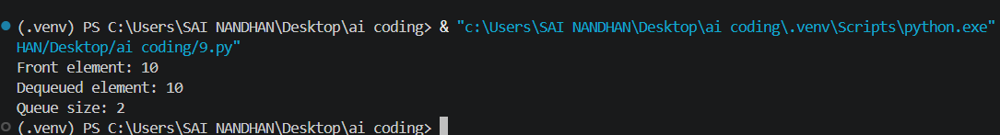 (.venv) PS C:\Users\SAI NANDHAN\Desktop\ai coding> & "c:\Users\SAI NANDHAN\Desktop\ai coding\.venv\Scripts\python.exe"
HAN/Desktop/ai coding/9.py"
Front element: 10
Dequeued element: 10
Queue size: 2
(.venv) PS C:\Users\SAI NANDHAN\Desktop\ai coding>